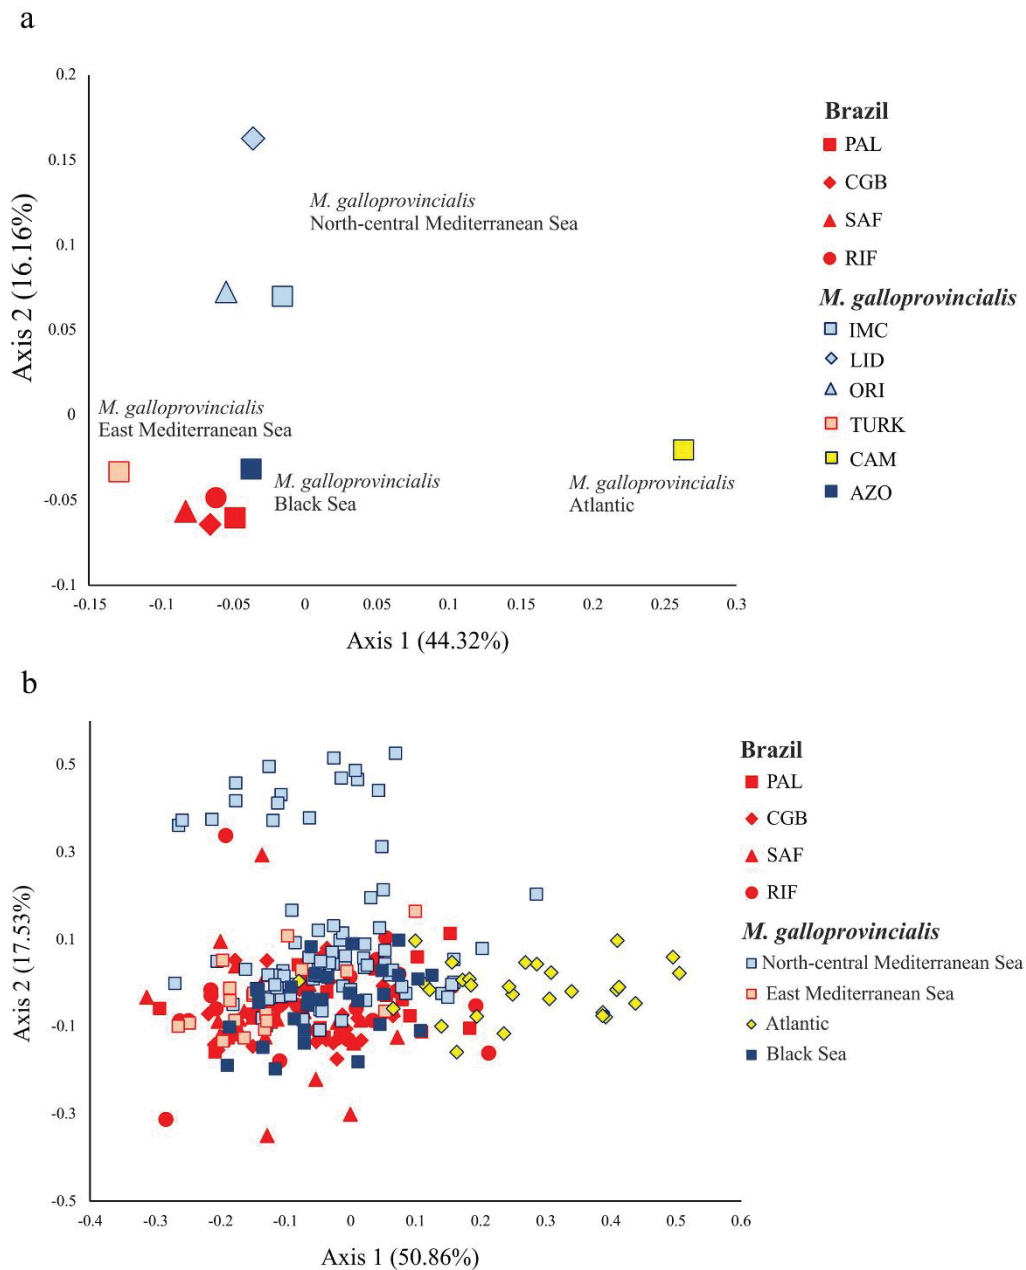 a
0.2
0.15
0.1
0.05
0
-0.05
-0.1
-0.15
-0.1
-0.05
0
0.05
0.1
0.15
0.2
0.25
0.3
Axis 2 (16.16%)
Axis 1 (44.32%)
M. galloprovincialis
North-central Mediterranean Sea
M. galloprovincialis
East Mediterranean Sea
M. galloprovincialis
Black Sea
M. galloprovincialis
Atlantic
Brazil
PAL
CGB
SAF
RIF
M. galloprovincialis
IMC
LID
ORI
TURK
CAM
AZO
b
0.5
0.3
0.1
-0.1
-0.3
-0.5
-0.4
-0.3
-0.2
-0.1
0
0.1
0.2
0.3
0.4
0.5
0.6
Axis 2 (17.53%)
Axis 1 (50.86%)
Brazil
PAL
CGB
SAF
RIF
M. galloprovincialis
North-central Mediterranean Sea
East Mediterranean Sea
Atlantic
Black Sea